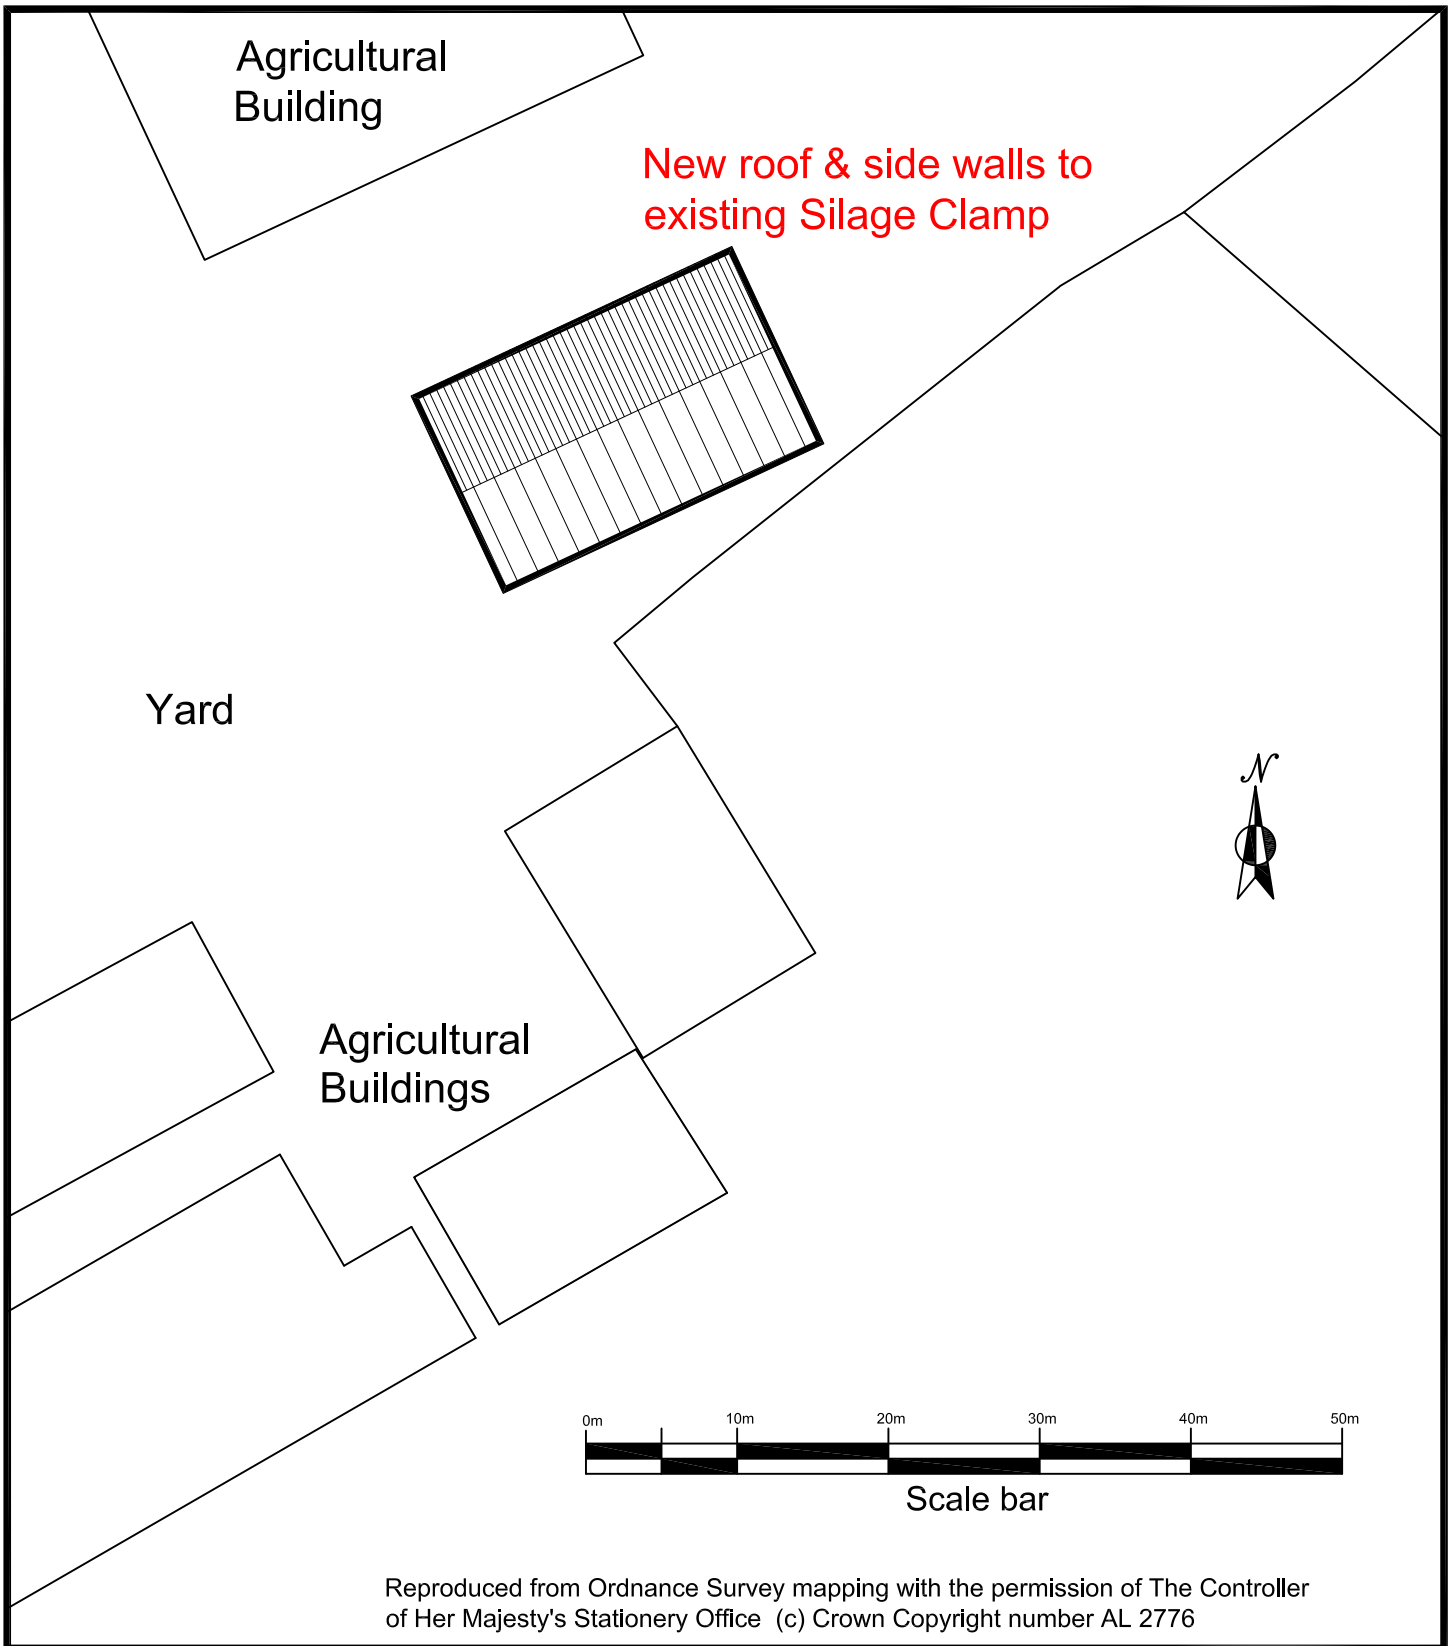 Agricultural
Building
New roof & side walls to
existing Silage Clamp
Yard
N
Agricultural
Buildings
0m 10m 20m 30m 40m 50m
Scale bar
Reproduced from Ordnance Survey mapping with the permission of The Controller
of Her Majesty's Stationery Office (c) Crown Copyright number AL 2776